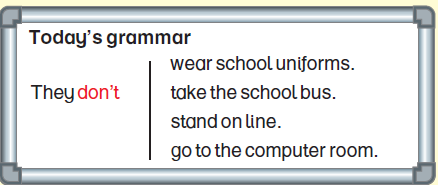 Today's grammar
wear school uniforms.
They don't
take the school bus.
stand on line.
go to the computer room.